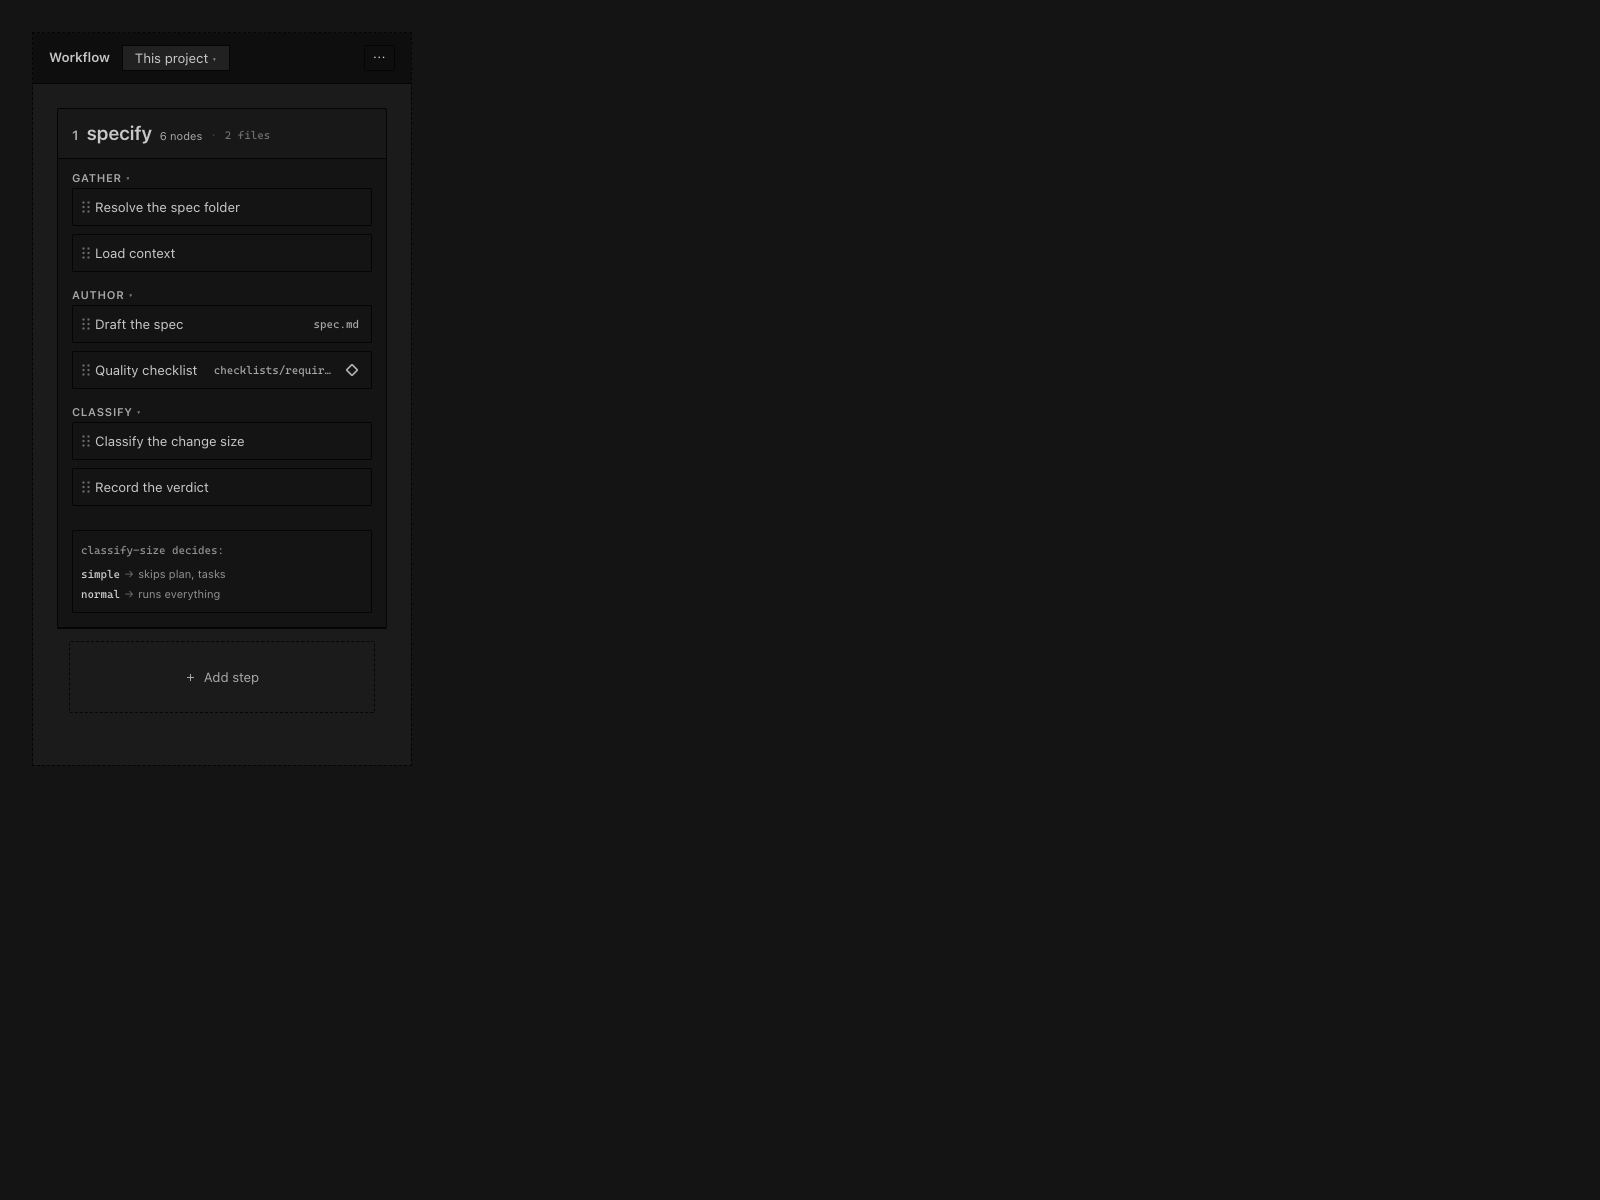 Workflow This project ...
1 specify 6 nodes · 2 files
GATHER
Resolve the spec folder
Load context
AUTHOR
Draft the spec spec.md
Quality checklist checklists/requir…
CLASSIFY
Classify the change size
Record the verdict
classify-size decides:
simple → skips plan, tasks
normal → runs everything
+ Add step